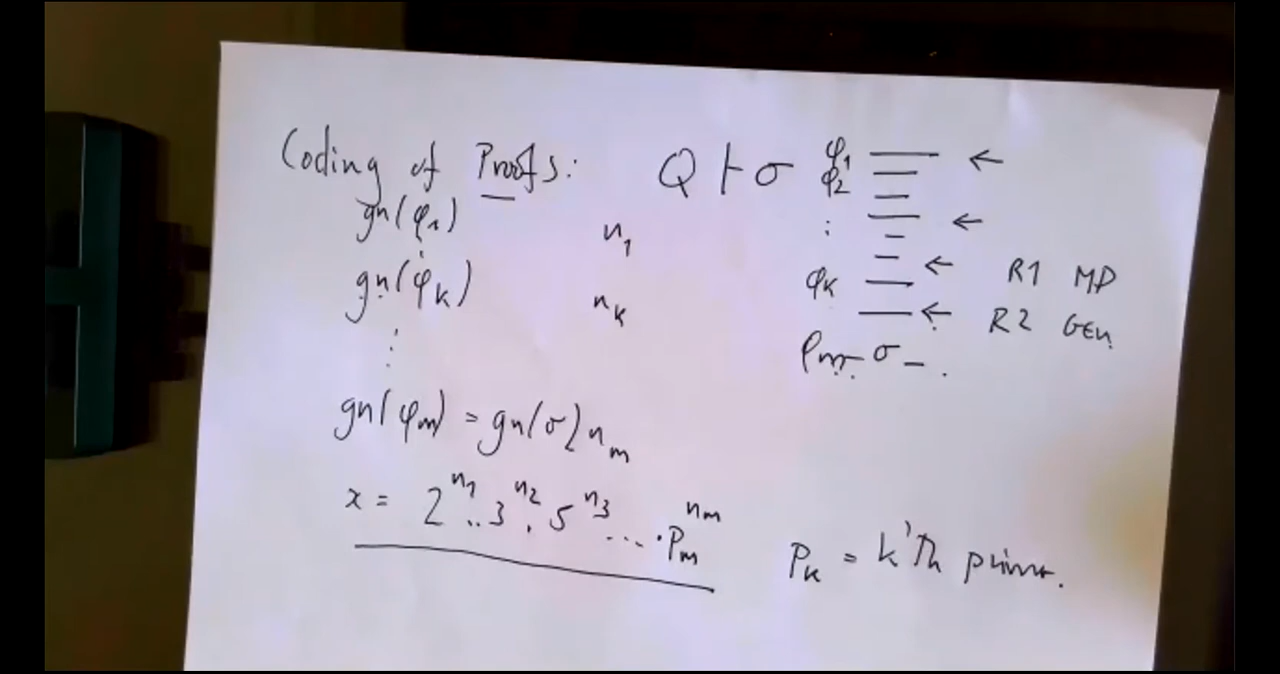 Coding of Proofs: Q ⊢ σ φ1 ←
gn(φ1) n1 φ2
⋮ ←
gn(φk) nk φk ← R1 MP
⋮ ← R2 Gen
φm σ
gn(φm) = gn(σ) nm
x = 2^n1 · 3^n2 · 5^n3 … · Pm^nm
Pk = k'th prime.